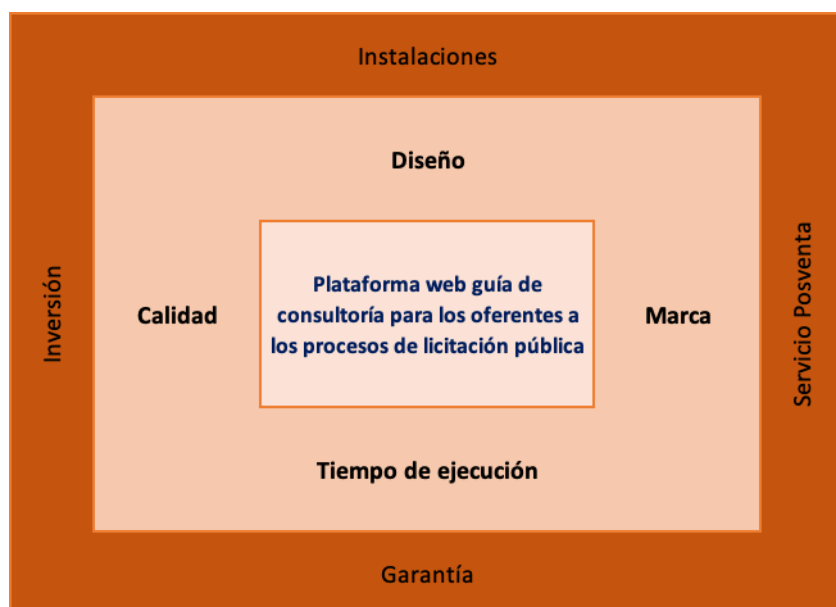 Instalaciones
Diseño
Inversión
Calidad
Plataforma web guía de
consultoría para los oferentes a
los procesos de licitación pública
Marca
Servicio Posventa
Tiempo de ejecución
Garantía